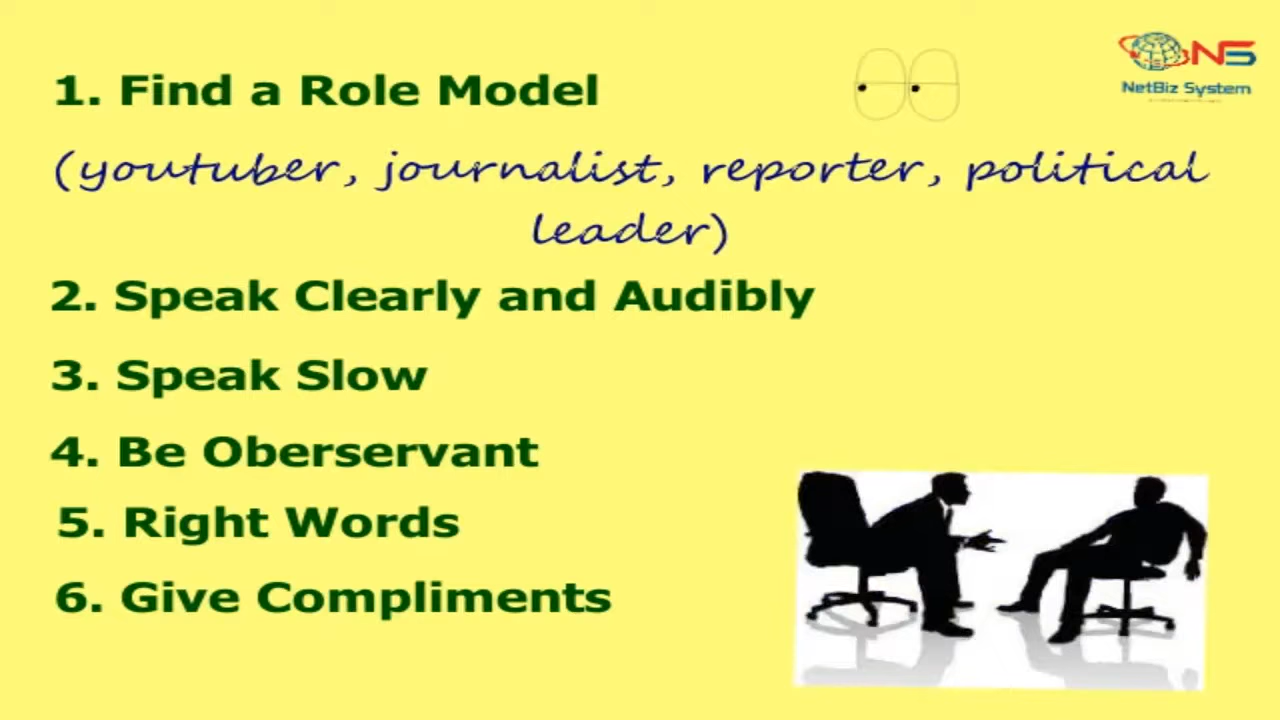 NS
NetBiz System
1. Find a Role Model
(youtuber, journalist, reporter, political
leader)
2. Speak Clearly and Audibly
3. Speak Slow
4. Be Oberservant
5. Right Words
6. Give Compliments